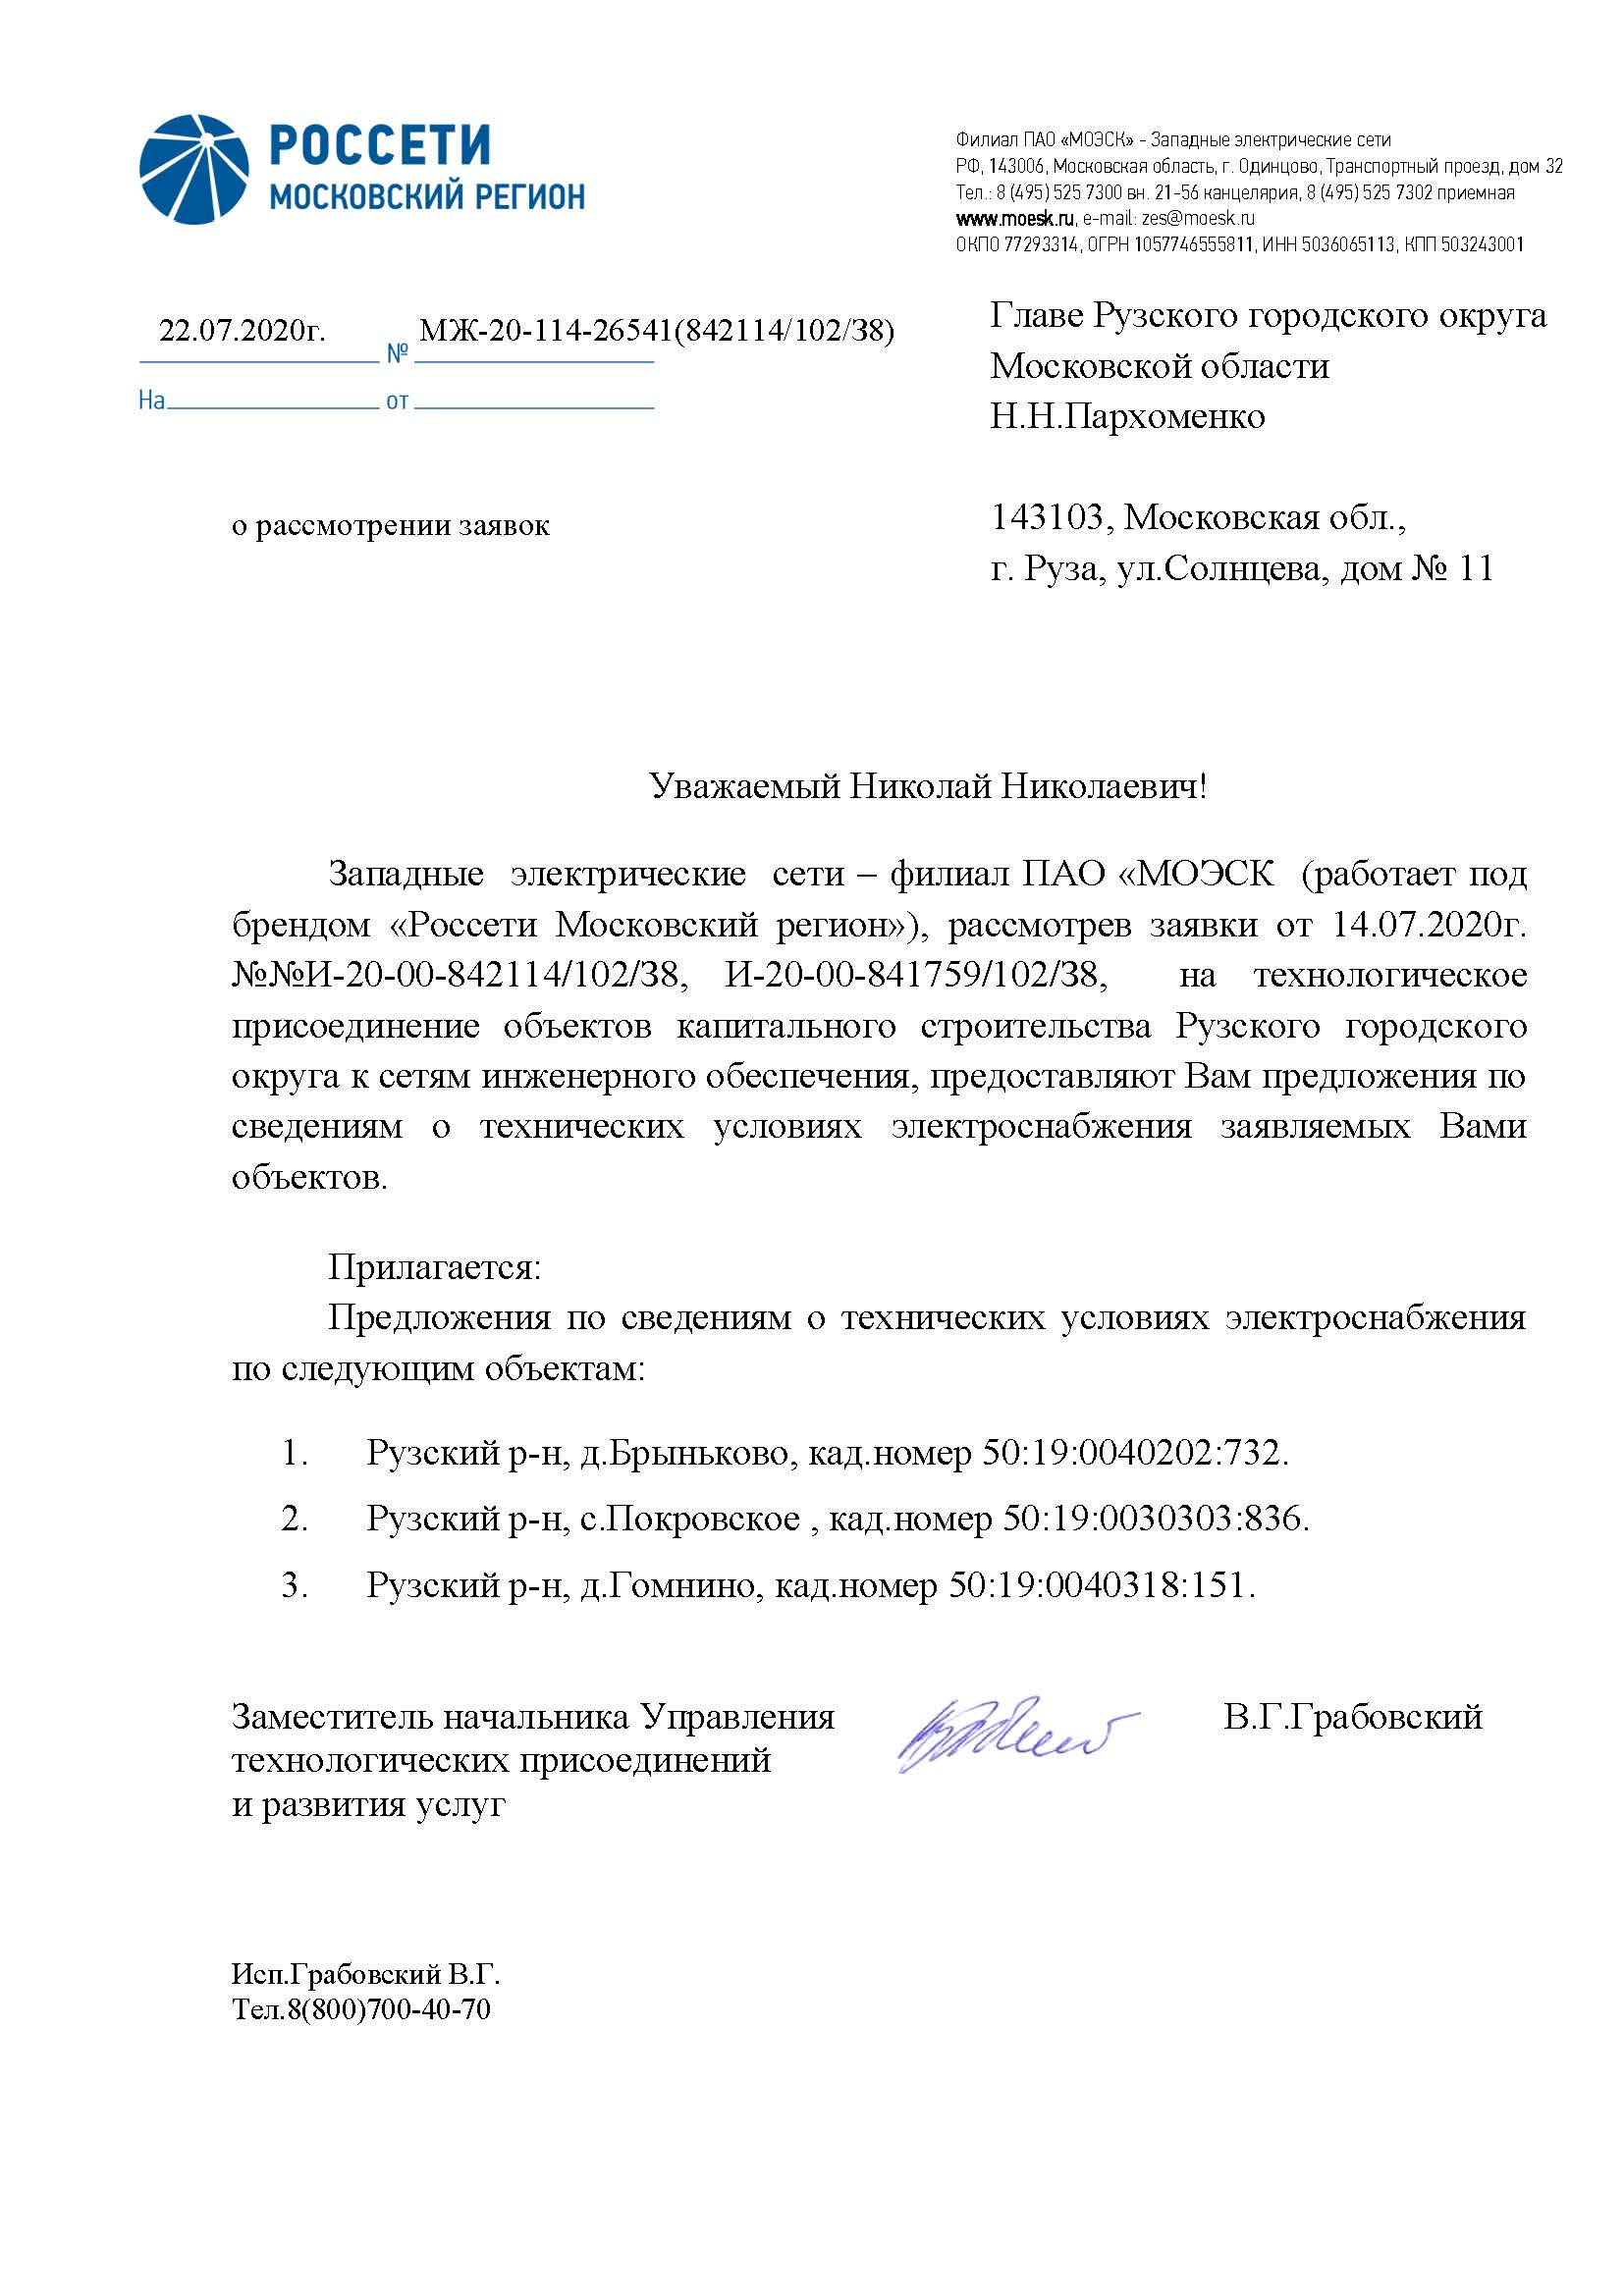 РОССЕТИ
МОСКОВСКИЙ РЕГИОН
Филиал ПАО «МОЭСК» - Западные электрические сети
РФ, 143006, Московская область, г. Одинцово, Транспортный проезд, дом 32
Тел.: 8 (495) 525 7300 вн. 21-56 канцелярия, 8 (495) 525 7302 приемная
www.moesk.ru, e-mail: zes@moesk.ru
ОКПО 77293314, ОГРН 1057746555811, ИНН 5036065113, КПП 503243001
22.07.2020г. № МЖ-20-114-26541(842114/102/З8)
На от
Главе Рузского городского округа
Московской области
Н.Н.Пархоменко
о рассмотрении заявок
143103, Московская обл.,
г. Руза, ул.Солнцева, дом № 11
Уважаемый Николай Николаевич!
Западные электрические сети – филиал ПАО «МОЭСК (работает под
брендом «Россети Московский регион»), рассмотрев заявки от 14.07.2020г.
№№И-20-00-842114/102/З8, И-20-00-841759/102/З8, на технологическое
присоединение объектов капитального строительства Рузского городского
округа к сетям инженерного обеспечения, предоставляют Вам предложения по
сведениям о технических условиях электроснабжения заявляемых Вами
объектов.
Прилагается:
Предложения по сведениям о технических условиях электроснабжения
по следующим объектам:
1. Рузский р-н, д.Брыньково, кад.номер 50:19:0040202:732.
2. Рузский р-н, с.Покровское , кад.номер 50:19:0030303:836.
3. Рузский р-н, д.Гомнино, кад.номер 50:19:0040318:151.
Заместитель начальника Управления В.Г.Грабовский
технологических присоединений
и развития услуг
Исп.Грабовский В.Г.
Тел.8(800)700-40-70